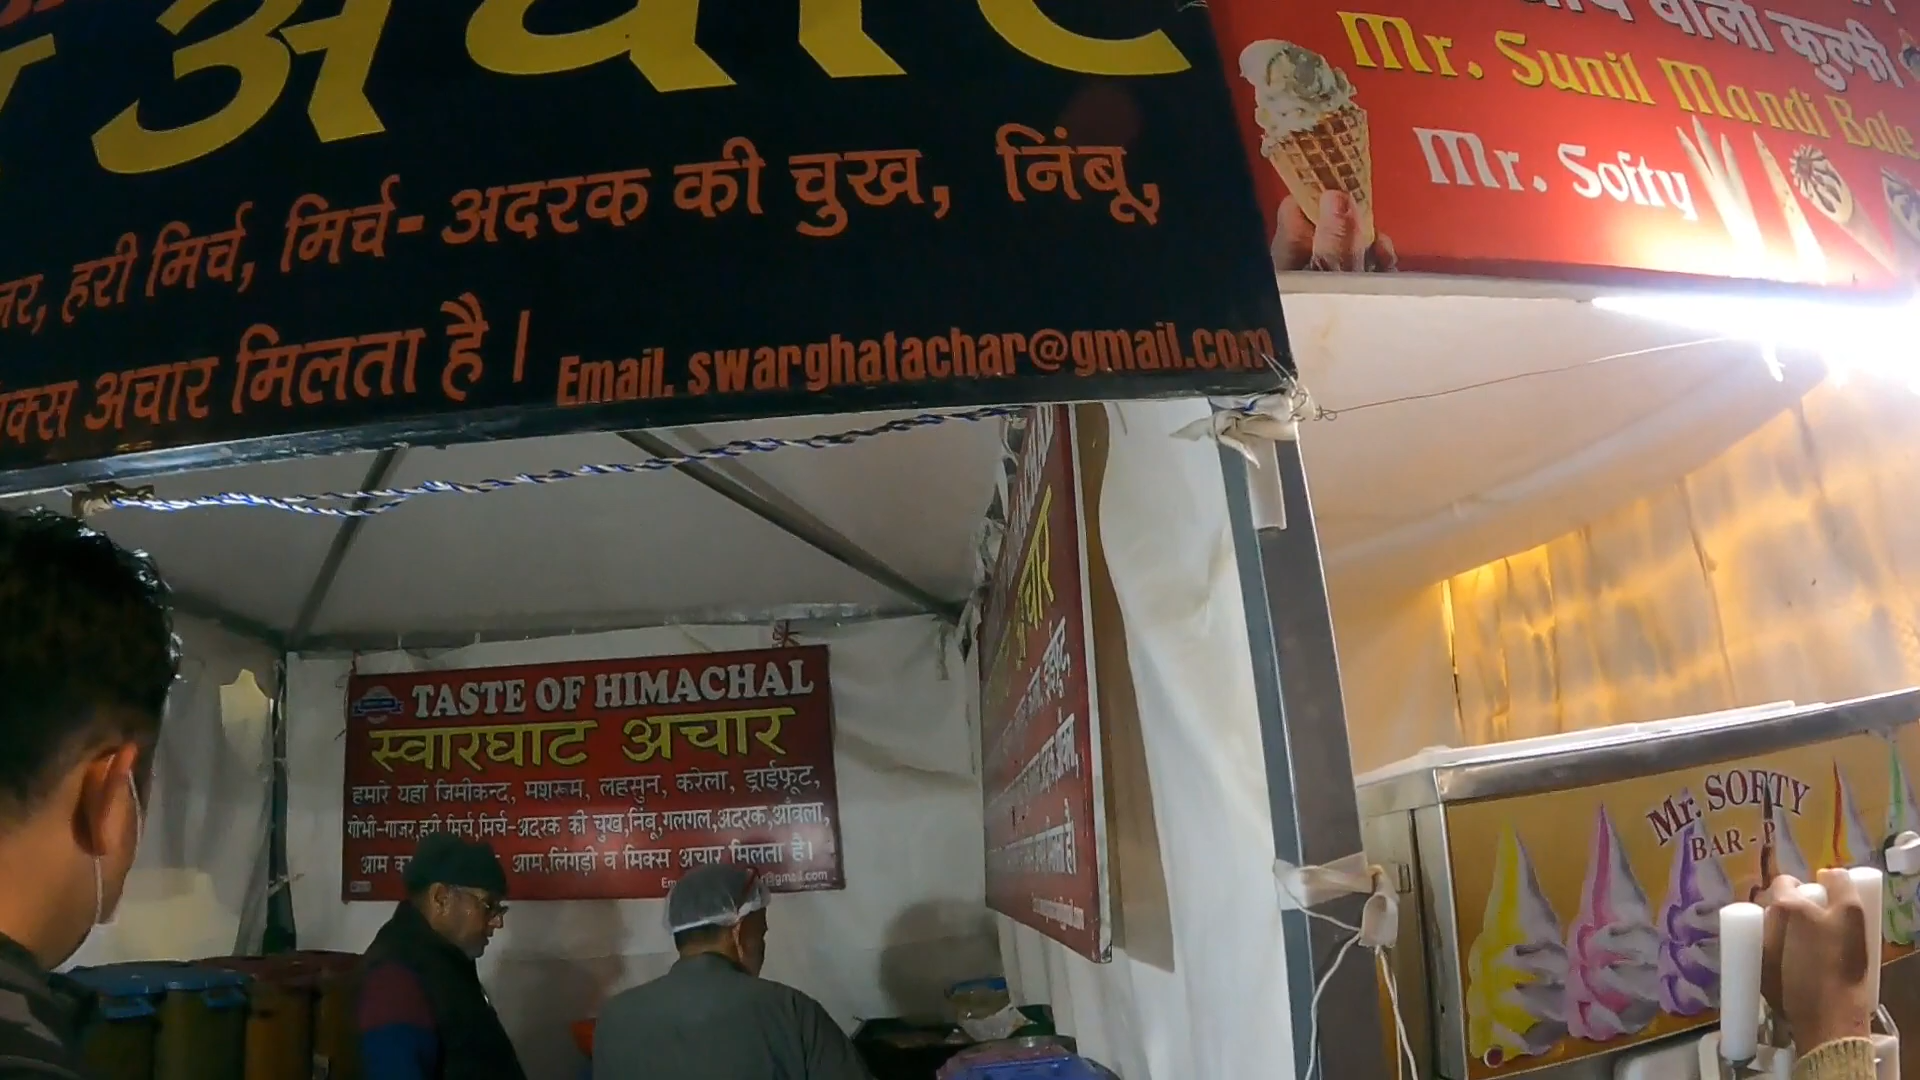 अचार
हरी मिर्च, मिर्च- अदरक की चुख, निंबू,
अचार मिलता है।
Email. swarghatachar@gmail.com
वाली कुल्फी
Mr. Sunil Mandi Bale
Mr. Softy
TASTE OF HIMACHAL
स्वारघाट अचार
हमारे यहां जिमीकन्द, मशरूम, लहसुन, करेला, ड्राईफ्रूट,
गोभी-गाजर,हरी मिर्च,मिर्च-अदरक की चुख,निंबू,गलगल,अदरक,आँवला,
आम आम,लिंगड़ी व मिक्स अचार मिलता है।
अचार
Mr. SOFTY
BAR - P